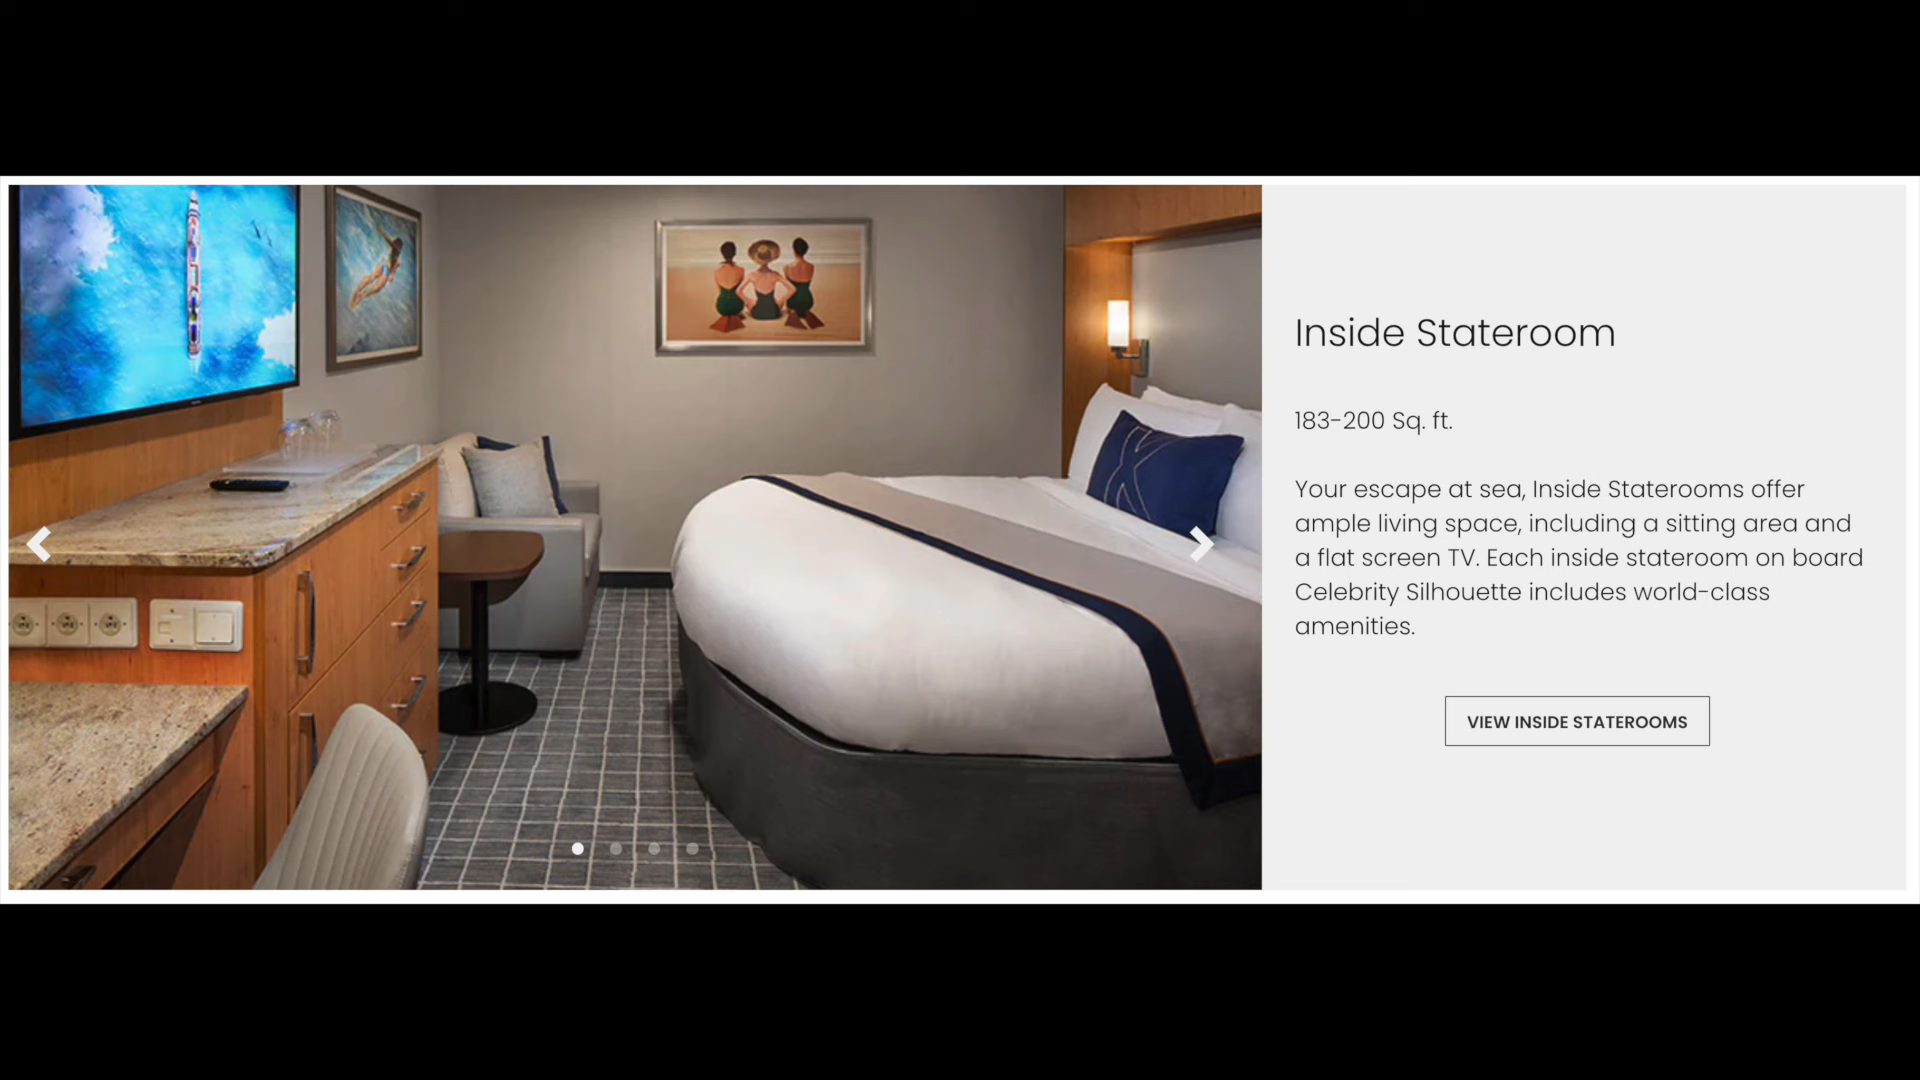 Inside Stateroom
183-200 Sq. ft.
Your escape at sea, Inside Staterooms offer
ample living space, including a sitting area and
a flat screen TV. Each inside stateroom on board
Celebrity Silhouette includes world-class
amenities.
VIEW INSIDE STATEROOMS